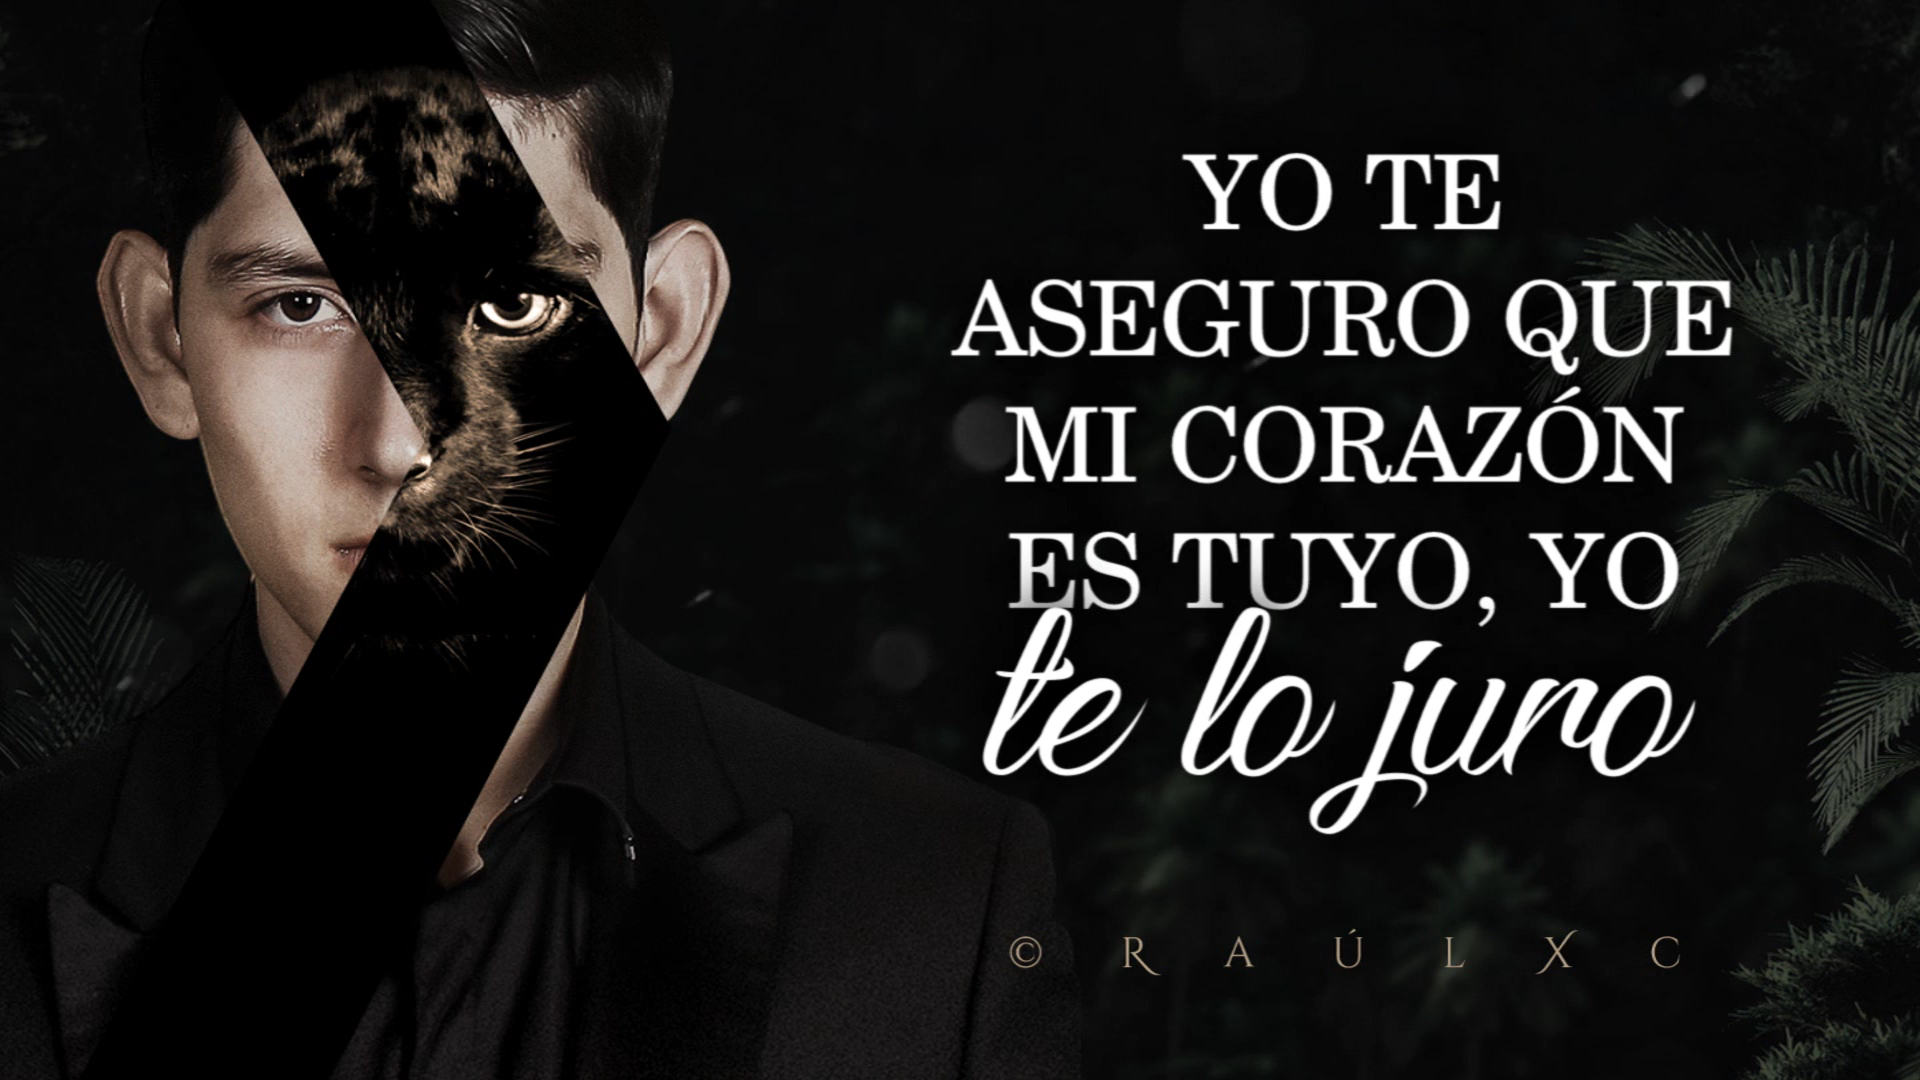 YO TE
ASEGURO QUE
MI CORAZÓN
ES TUYO, YO
te lo juro
© RAÚLXC